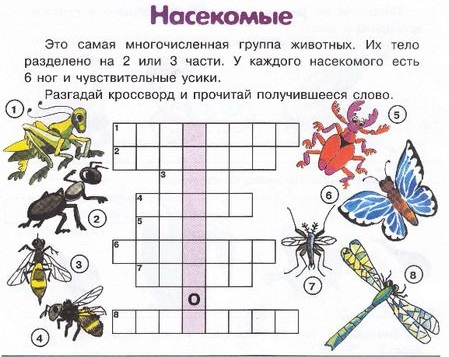 Насекомые
Это самая многочисленная группа животных. Их тело
разделено на 2 или 3 части. У каждого насекомого есть
6 ног и чувствительные усики.
Разгадай кроссворд и прочитай получившееся слово.
1
5
1
2
3
4
2
5
6
6
3
7
7
8
О
4
8